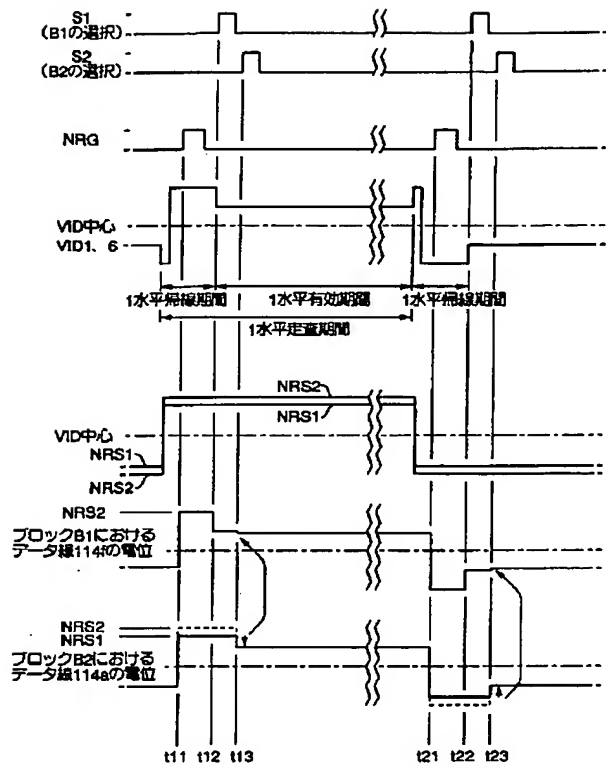 S1
(B1の選択)
S2
(B2の選択)
NRG
VID中心
VID1、6
1水平帰線期間
1水平有効期間
1水平帰線期間
1水平走査期間
NRS2
NRS1
VID中心
NRS1
NRS2
NRS2
ブロックB1における
データ線114fの電位
NRS2
NRS1
ブロックB2における
データ線114aの電位
t11
t12
t13
t21
t22
t23